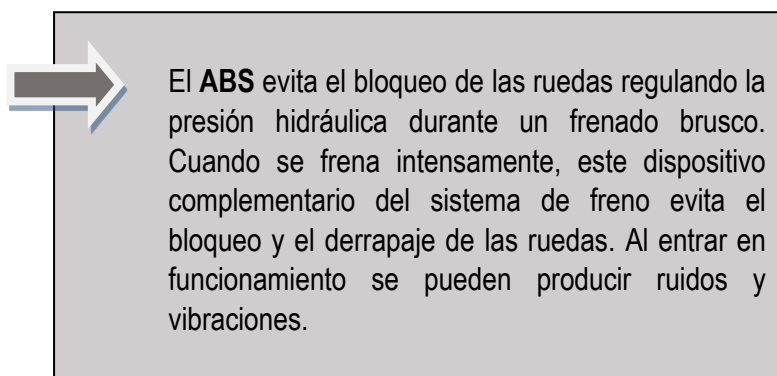 El ABS evita el bloqueo de las ruedas regulando la
presión hidráulica durante un frenado brusco.
Cuando se frena intensamente, este dispositivo
complementario del sistema de freno evita el
bloqueo y el derrapaje de las ruedas. Al entrar en
funcionamiento se pueden producir ruidos y
vibraciones.